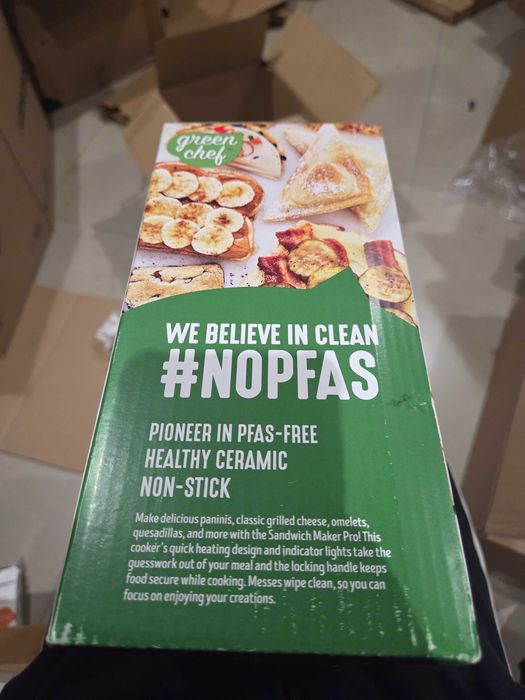 green
chef
WE BELIEVE IN CLEAN
#NOPFAS
PIONEER IN PFAS-FREE
HEALTHY CERAMIC
NON-STICK
Make delicious paninis, classic grilled cheese, omelets,
quesadillas, and more with the Sandwich Maker Pro! This
cooker's quick heating design and indicator lights take the
guesswork out of your meal and the locking handle keeps
food secure while cooking. Messes wipe clean, so you can
focus on enjoying your creations.